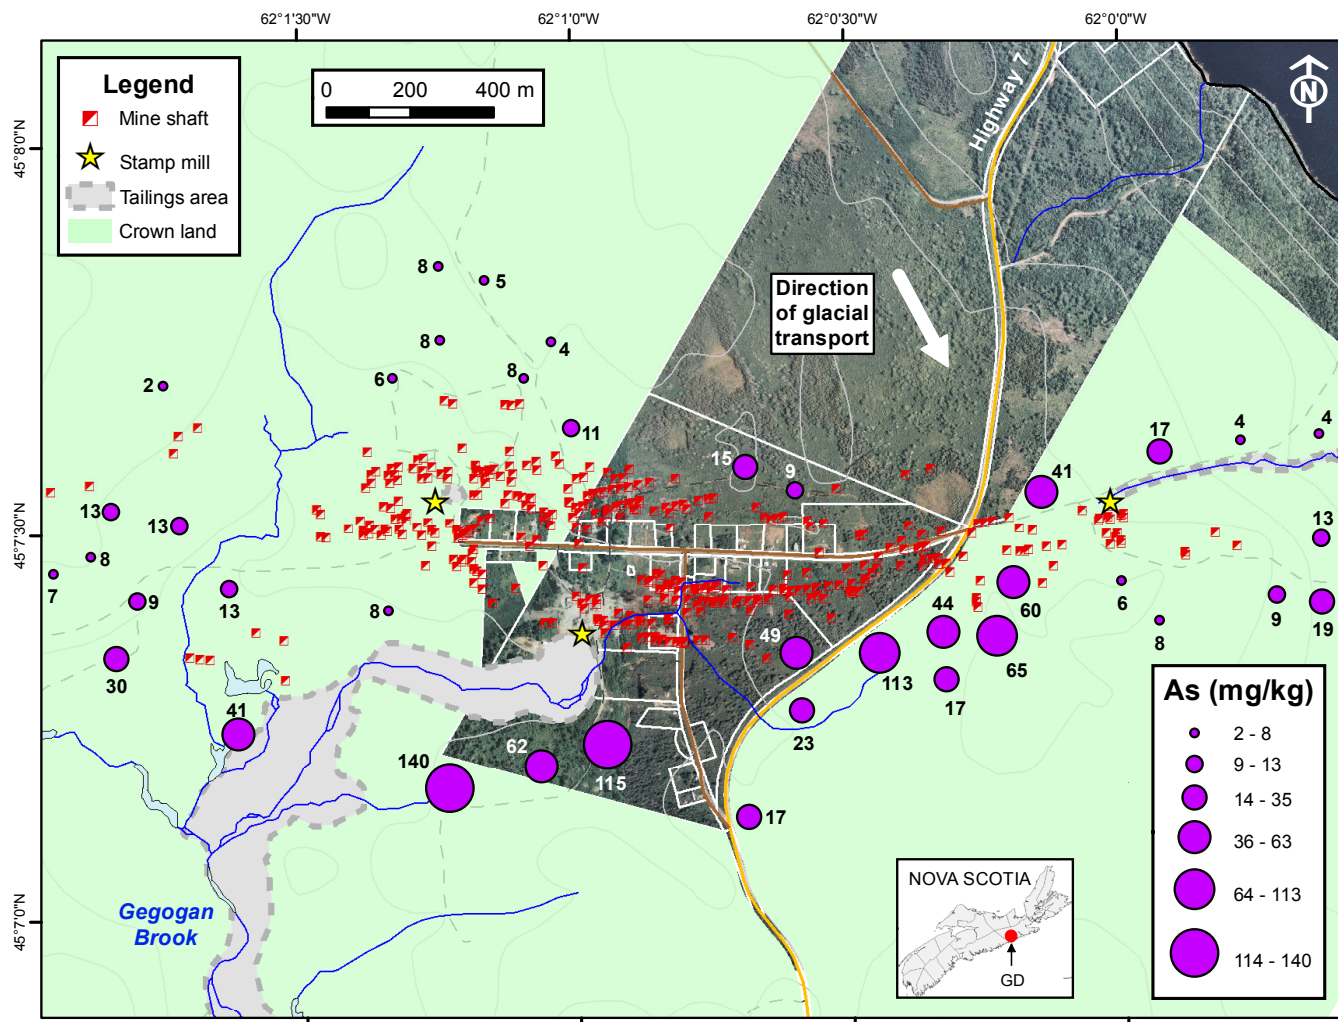 62°1'30"W
62°1'0"W
62°0'30"W
62°0'0"W
45°8'0"N
45°7'30"N
45°7'0"N
Legend
Mine shaft
Stamp mill
Tailings area
Crown land
0 200 400 m
Highway 7
N
Direction
of glacial
transport
8
5
8
4
6
8
2
11
15
9
17
4
4
41
13
13
13
8
7
9
13
8
6
60
9
19
8
44
65
49
113
30
17
41
23
62
115
140
17
Gegogan
Brook
NOVA SCOTIA
GD
As (mg/kg)
2 - 8
9 - 13
14 - 35
36 - 63
64 - 113
114 - 140